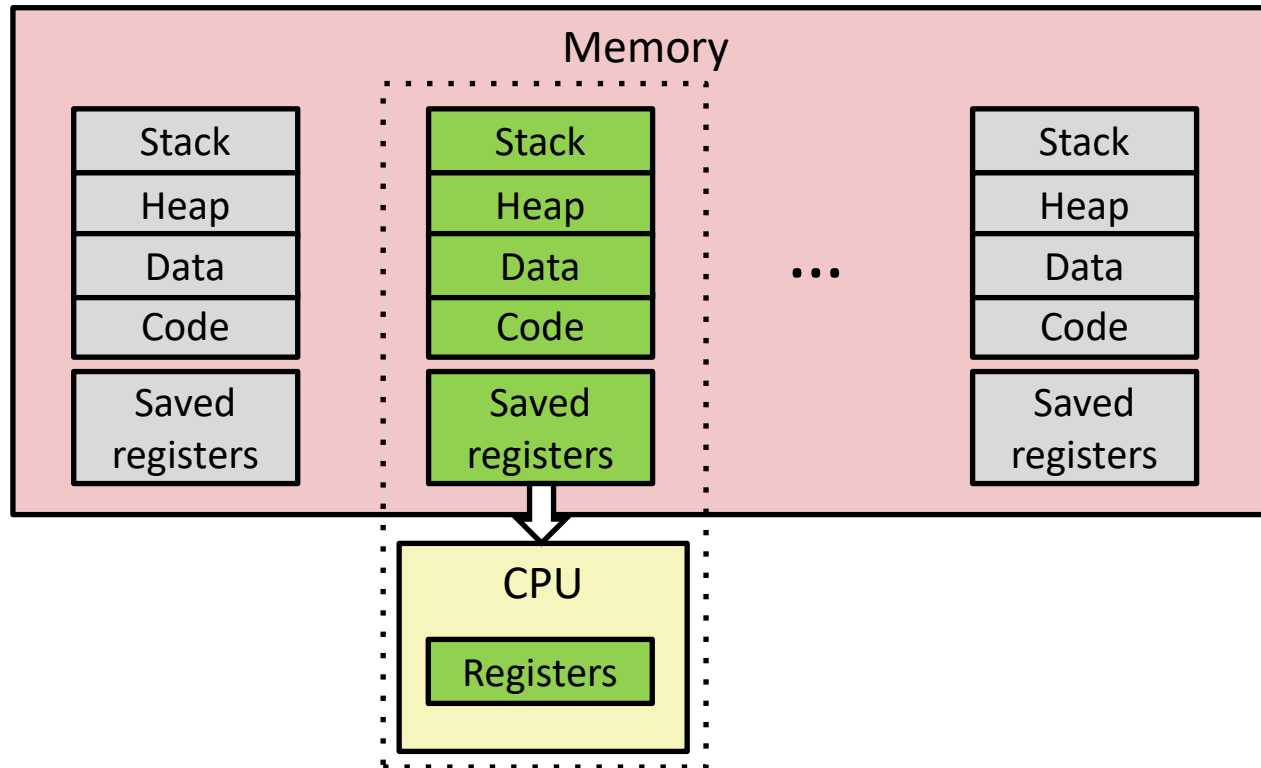 Memory
Stack
Heap
Data
Code
Saved
registers
Stack
Heap
Data
Code
Saved
registers
...
Stack
Heap
Data
Code
Saved
registers
CPU
Registers